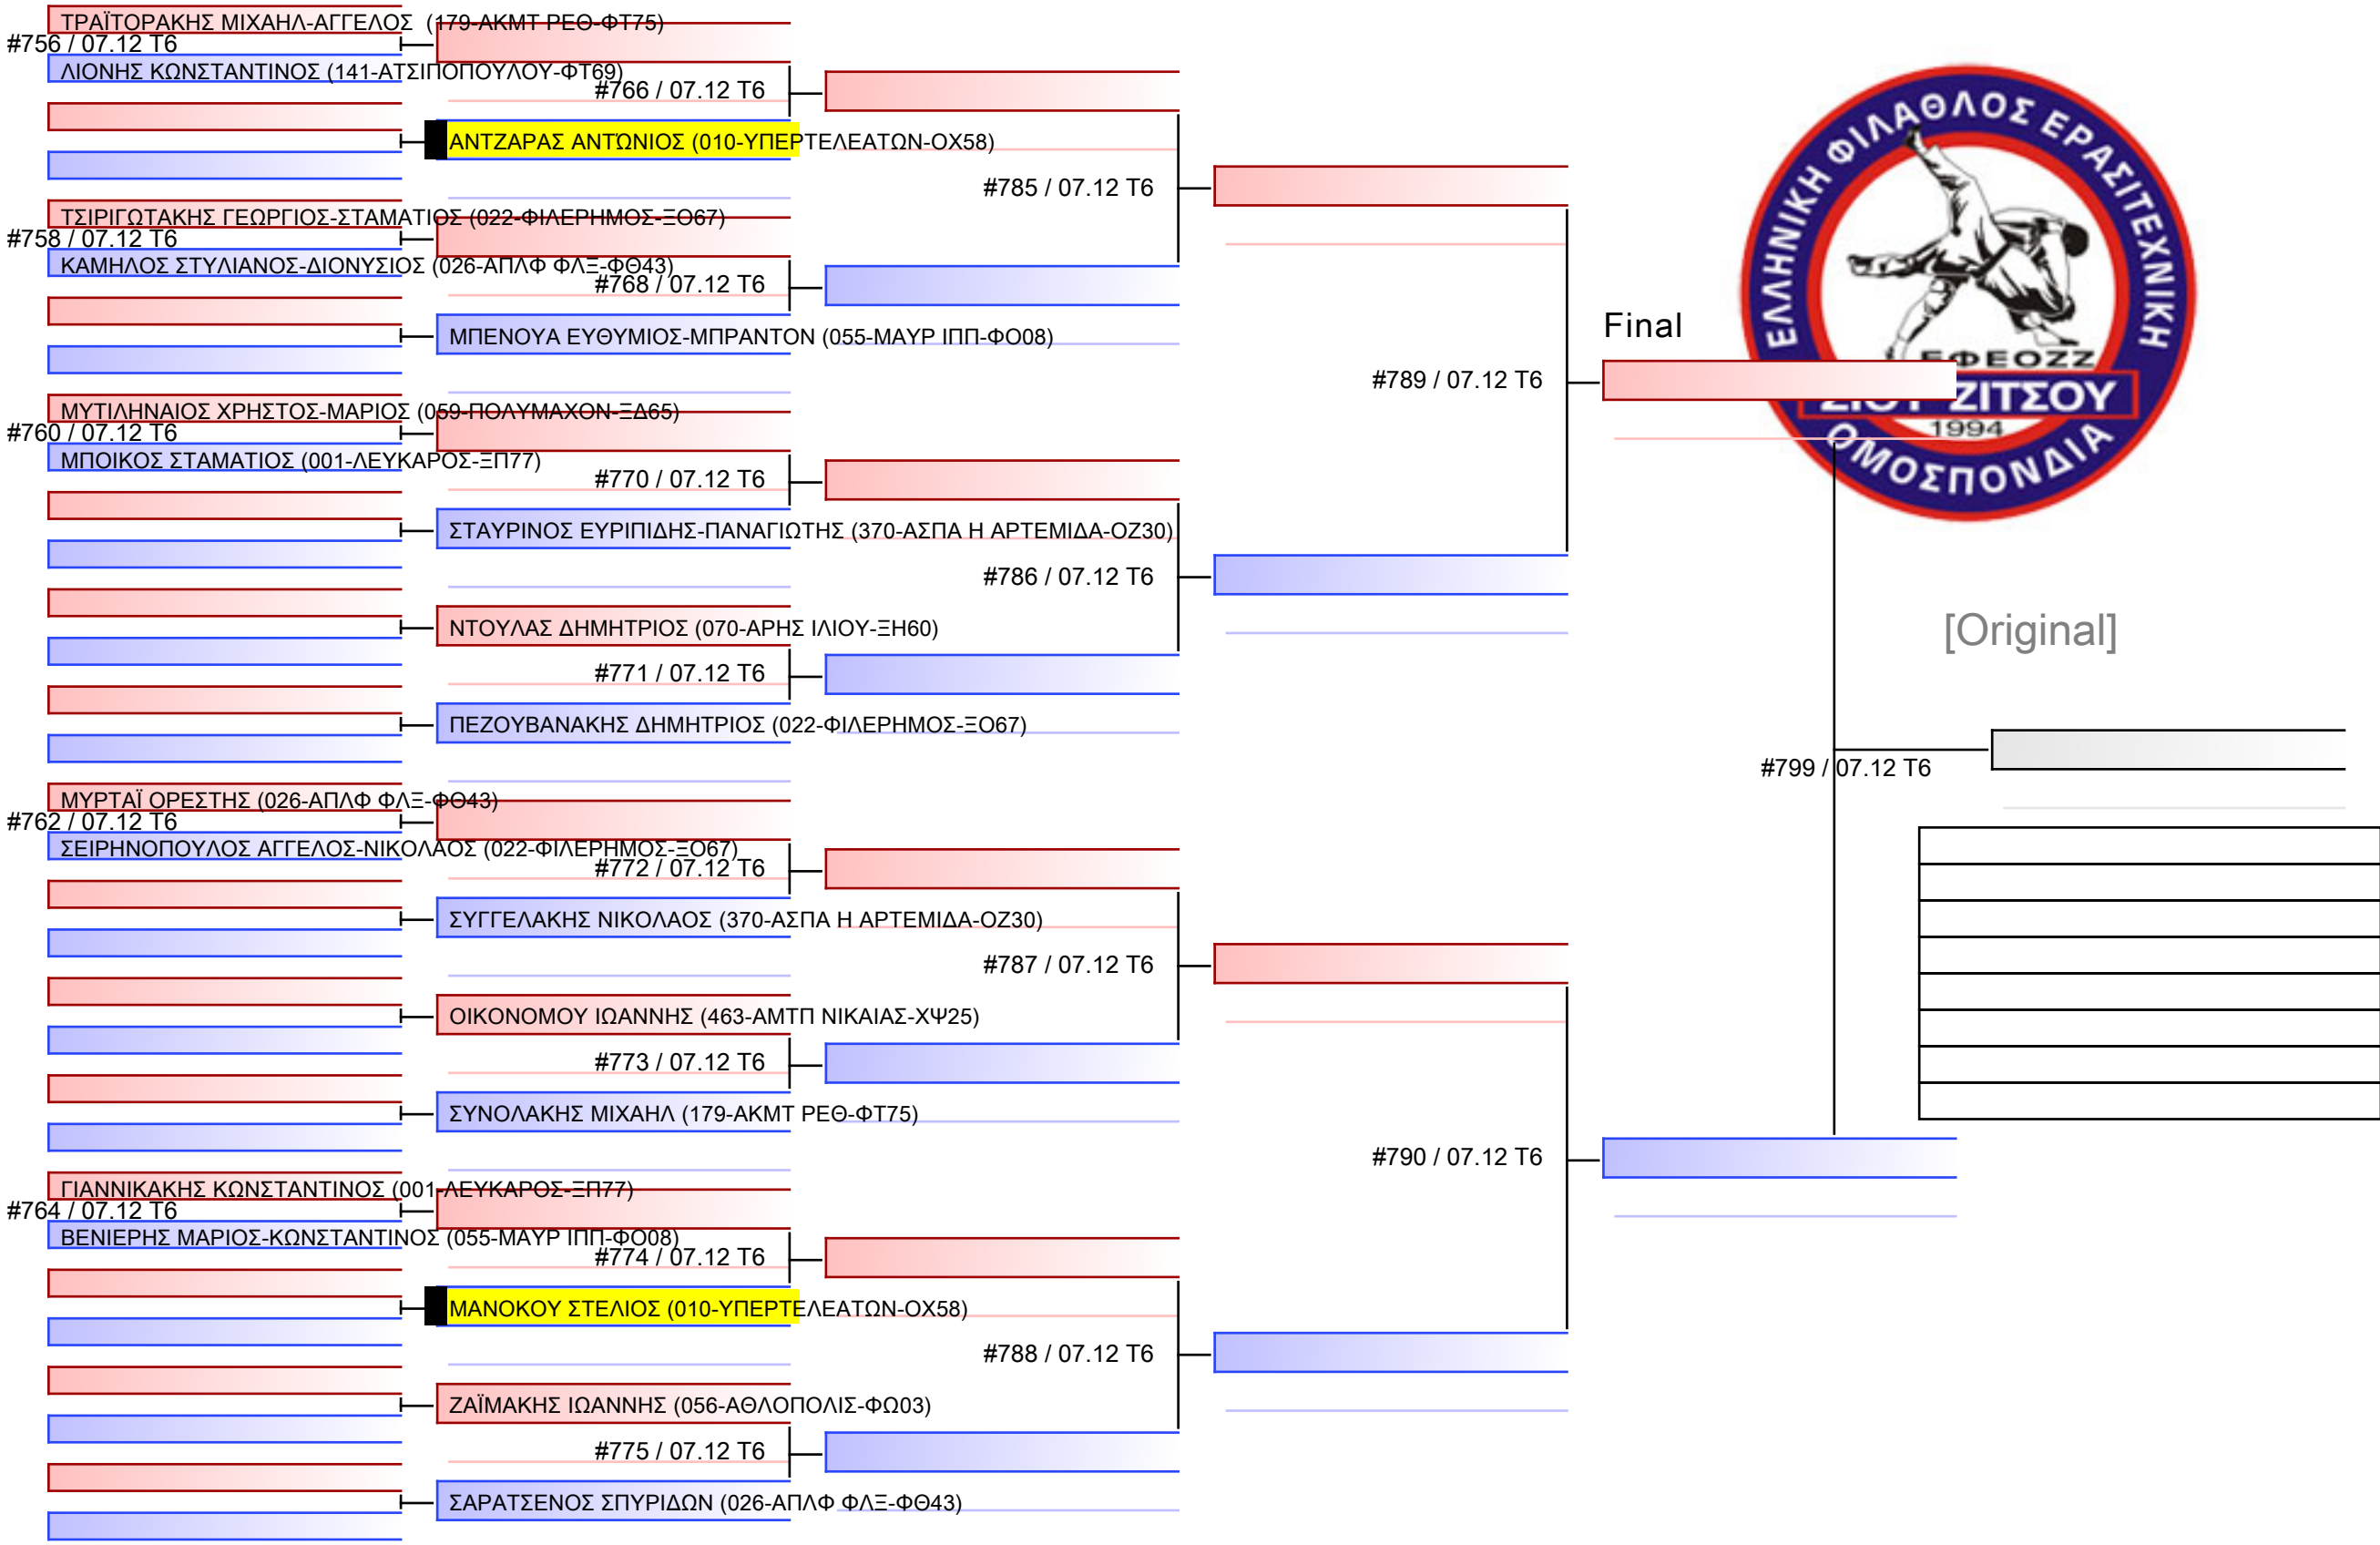 ΤΡΑΪΤΟΡΑΚΗΣ ΜΙΧΑΗΛ-ΑΓΓΕΛΟΣ (179-ΑΚΜΤ ΡΕΘ-ΦΤ75)
#756 / 07.12 T6
ΛΙΟΝΗΣ ΚΩΝΣΤΑΝΤΙΝΟΣ (141-ΑΤΣΙΠΟΠΟΥΛΟΥ-ΦΤ69)
#766 / 07.12 T6
ΑΝΤΖΑΡΑΣ ΑΝΤΏΝΙΟΣ (010-ΥΠΕΡΤΕΛΕΑΤΩΝ-ΟΧ58)
#785 / 07.12 T6
ΤΣΙΡΙΓΩΤΑΚΗΣ ΓΕΩΡΓΙΟΣ-ΣΤΑΜΑΤΙΟΣ (022-ΦΙΛΕΡΗΜΟΣ-ΞΟ67)
#758 / 07.12 T6
ΚΑΜΗΛΟΣ ΣΤΥΛΙΑΝΟΣ-ΔΙΟΝΥΣΙΟΣ (026-ΑΠΛΦ ΦΛΞ-ΦΘ43)
#768 / 07.12 T6
ΜΠΕΝΟΥΑ ΕΥΘΥΜΙΟΣ-ΜΠΡΑΝΤΟΝ (055-ΜΑΥΡ ΙΠΠ-ΦΟ08)
#789 / 07.12 T6
Final
ΕΛΛΗΝΙΚΗ ΦΙΛΑΘΛΟΣ ΕΡΑΣΙΤΕΧΝΙΚΗ
ΕΦΕΟΖΖ
ΖΙΟΥ ΖΙΤΣΟΥ
1994
ΟΜΟΣΠΟΝΔΙΑ
ΜΥΤΙΛΗΝΑΙΟΣ ΧΡΗΣΤΟΣ-ΜΑΡΙΟΣ (059-ΠΟΛΥΜΑΧΟΝ-ΞΔ65)
#760 / 07.12 T6
ΜΠΟΙΚΟΣ ΣΤΑΜΑΤΙΟΣ (001-ΛΕΥΚΑΡΟΣ-ΞΠ77)
#770 / 07.12 T6
ΣΤΑΥΡΙΝΟΣ ΕΥΡΙΠΙΔΗΣ-ΠΑΝΑΓΙΩΤΗΣ (370-ΑΣΠΑ Η ΑΡΤΕΜΙΔΑ-ΟΖ30)
#786 / 07.12 T6
ΝΤΟΥΛΑΣ ΔΗΜΗΤΡΙΟΣ (070-ΑΡΗΣ ΙΛΙΟΥ-ΞΗ60)
[Original]
#771 / 07.12 T6
ΠΕΖΟΥΒΑΝΑΚΗΣ ΔΗΜΗΤΡΙΟΣ (022-ΦΙΛΕΡΗΜΟΣ-ΞΟ67)
#799 / 07.12 T6
ΜΥΡΤΑΪ ΟΡΕΣΤΗΣ (026-ΑΠΛΦ ΦΛΞ-ΦΘ43)
#762 / 07.12 T6
ΣΕΙΡΗΝΟΠΟΥΛΟΣ ΑΓΓΕΛΟΣ-ΝΙΚΟΛΑΟΣ (022-ΦΙΛΕΡΗΜΟΣ-ΞΟ67)
#772 / 07.12 T6
ΣΥΓΓΕΛΑΚΗΣ ΝΙΚΟΛΑΟΣ (370-ΑΣΠΑ Η ΑΡΤΕΜΙΔΑ-ΟΖ30)
#787 / 07.12 T6
ΟΙΚΟΝΟΜΟΥ ΙΩΑΝΝΗΣ (463-ΑΜΤΠ ΝΙΚΑΙΑΣ-ΧΨ25)
#773 / 07.12 T6
ΣΥΝΟΛΑΚΗΣ ΜΙΧΑΗΛ (179-ΑΚΜΤ ΡΕΘ-ΦΤ75)
#790 / 07.12 T6
ΓΙΑΝΝΙΚΑΚΗΣ ΚΩΝΣΤΑΝΤΙΝΟΣ (001-ΛΕΥΚΑΡΟΣ-ΞΠ77)
#764 / 07.12 T6
ΒΕΝΙΕΡΗΣ ΜΑΡΙΟΣ-ΚΩΝΣΤΑΝΤΙΝΟΣ (055-ΜΑΥΡ ΙΠΠ-ΦΟ08)
#774 / 07.12 T6
ΜΑΝΟΚΟΥ ΣΤΕΛΙΟΣ (010-ΥΠΕΡΤΕΛΕΑΤΩΝ-ΟΧ58)
#788 / 07.12 T6
ΖΑΪΜΑΚΗΣ ΙΩΑΝΝΗΣ (056-ΑΘΛΟΠΟΛΙΣ-ΦΩ03)
#775 / 07.12 T6
ΣΑΡΑΤΣΕΝΟΣ ΣΠΥΡΙΔΩΝ (026-ΑΠΛΦ ΦΛΞ-ΦΘ43)